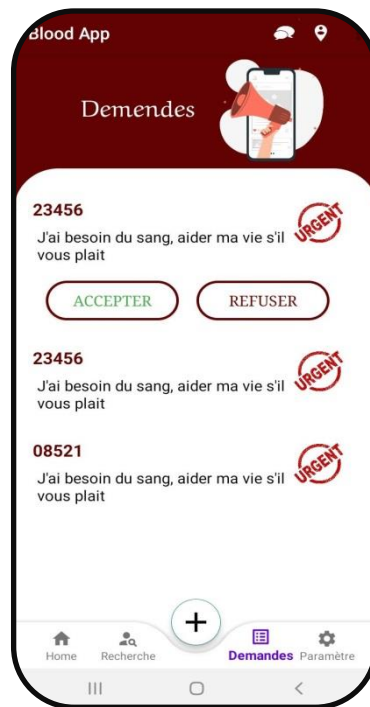 Blood App
Demendes
23456
URGENT
J'ai besoin du sang, aider ma vie s'il
vous plait
ACCEPTER
REFUSER
23456
URGENT
J'ai besoin du sang, aider ma vie s'il
vous plait
08521
URGENT
J'ai besoin du sang, aider ma vie s'il
vous plait
+
Home
Recherche
Demandes
Paramètre